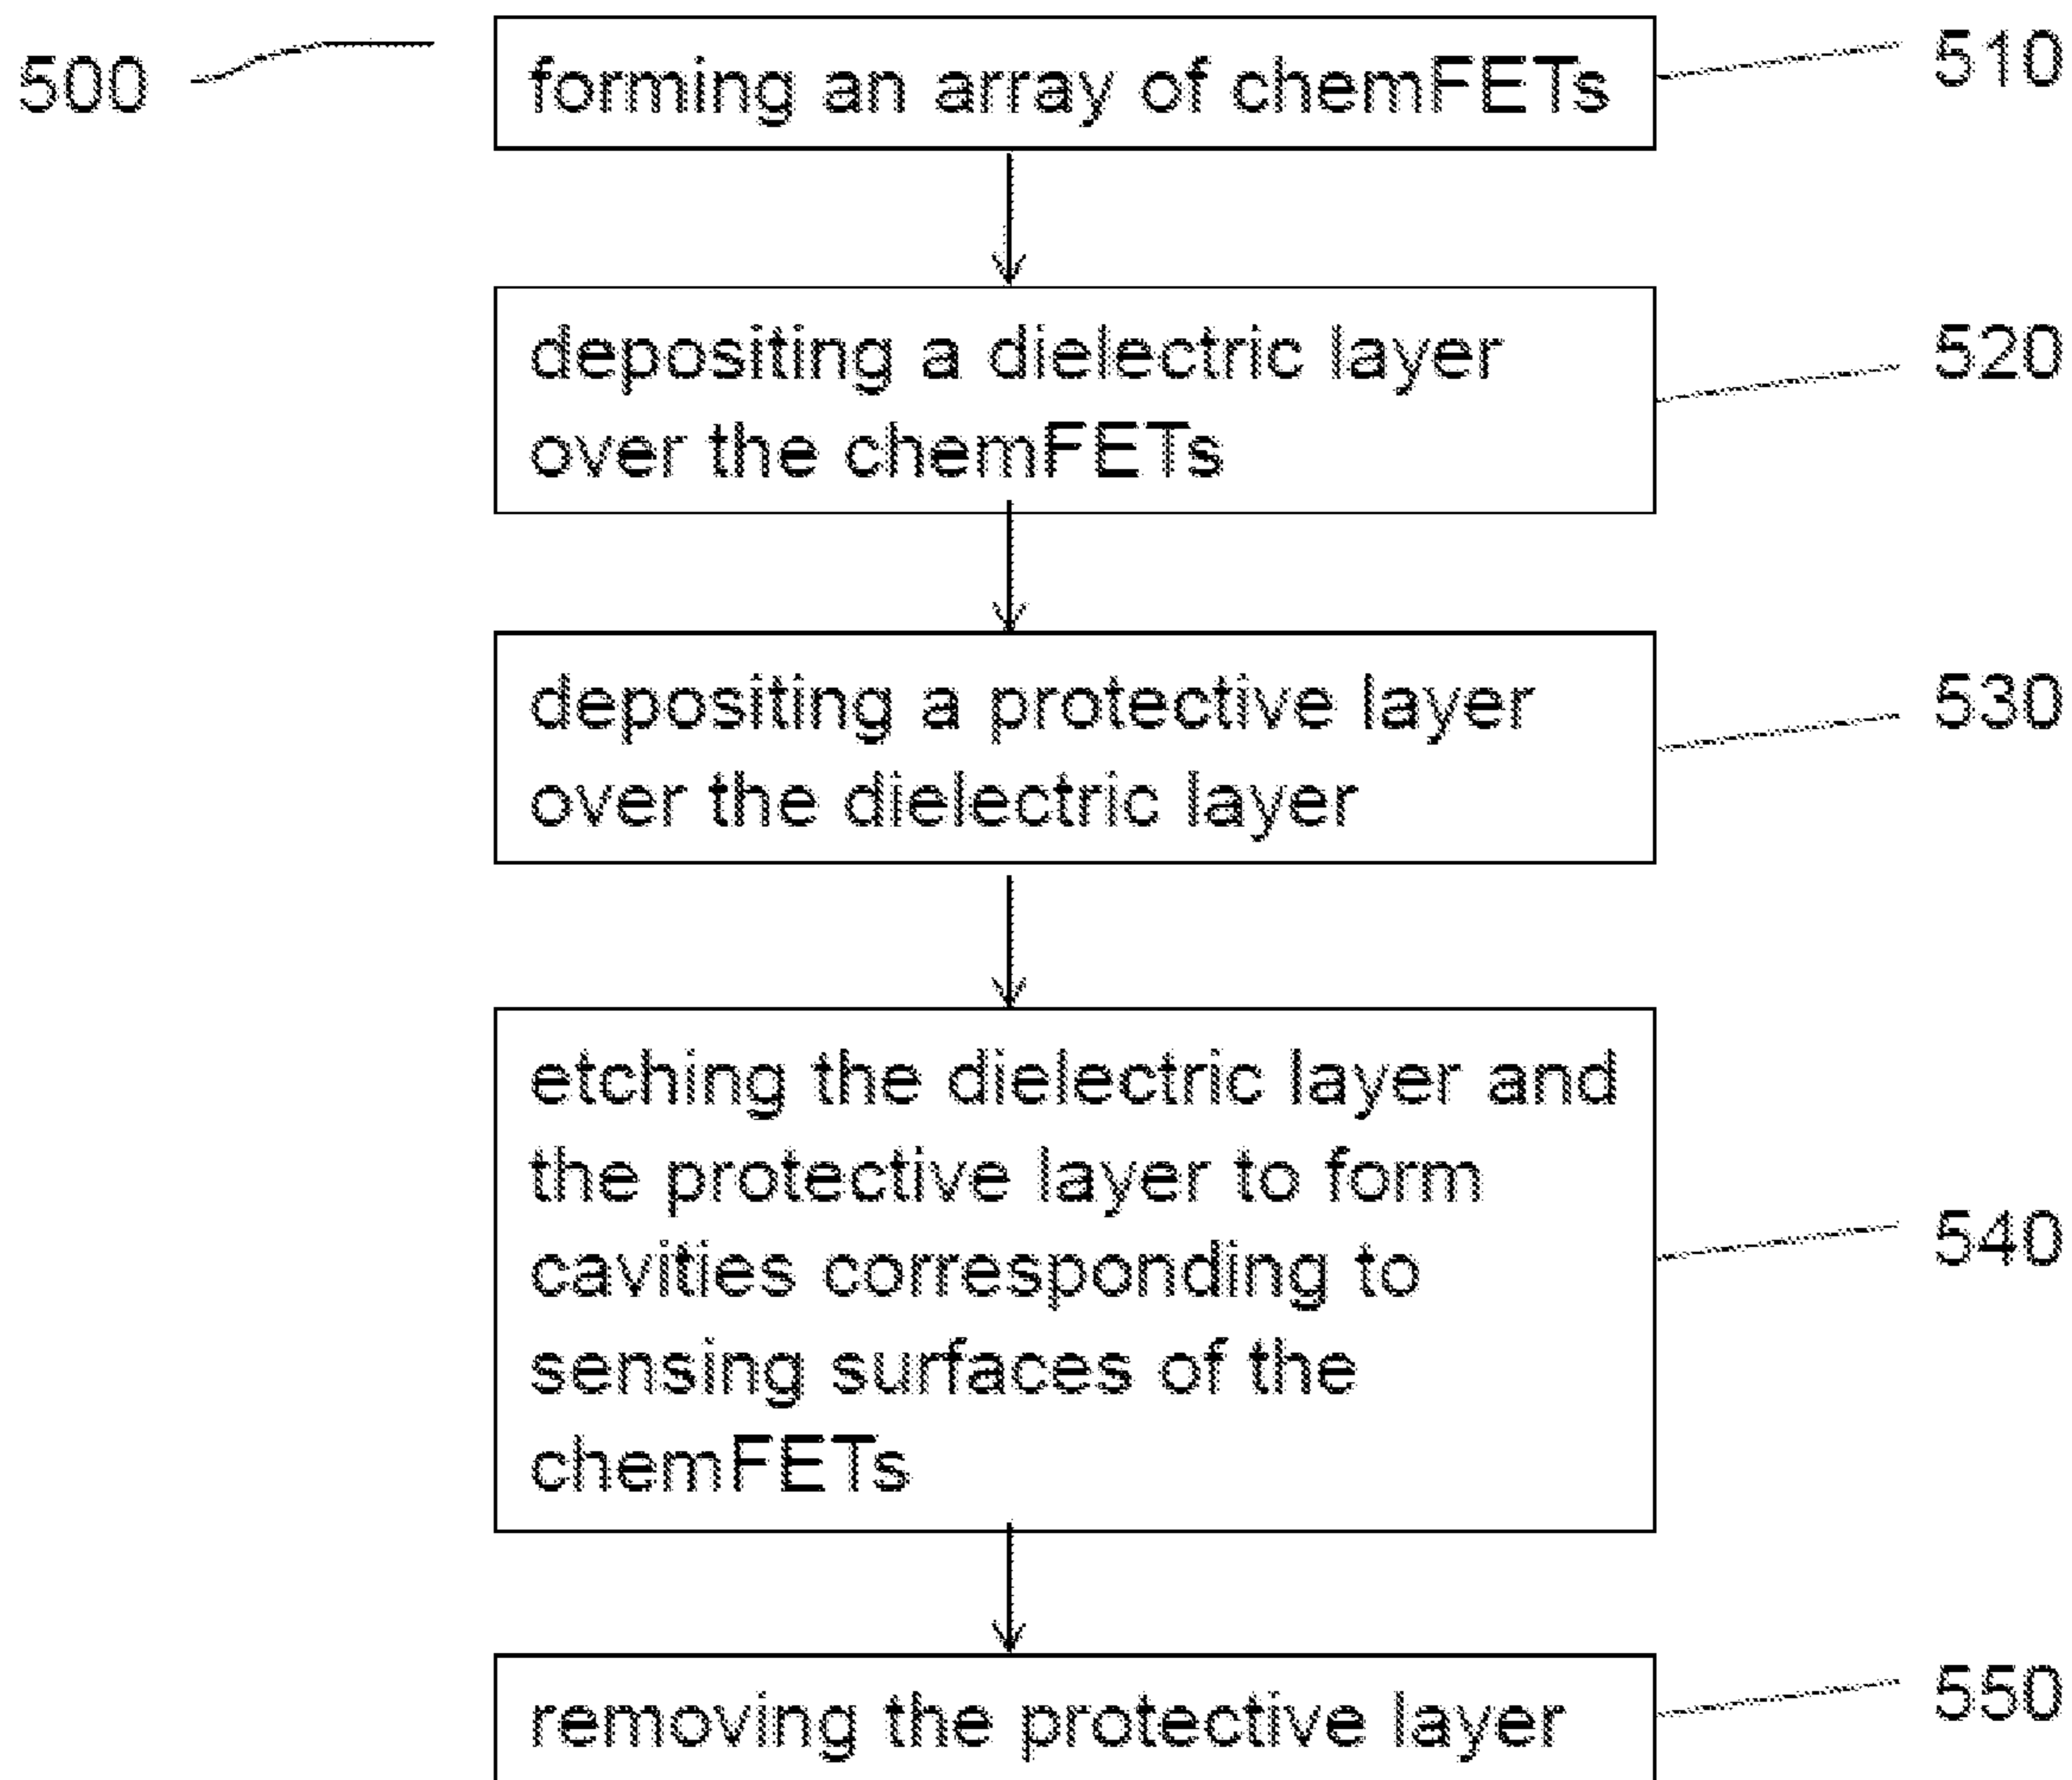 500
forming an array of chemFETs
510
depositing a dielectric layer
over the chemFETs
520
depositing a protective layer
over the dielectric layer
530
etching the dielectric layer and
the protective layer to form
cavities corresponding to
sensing surfaces of the
chemFETs
540
removing the protective layer
550